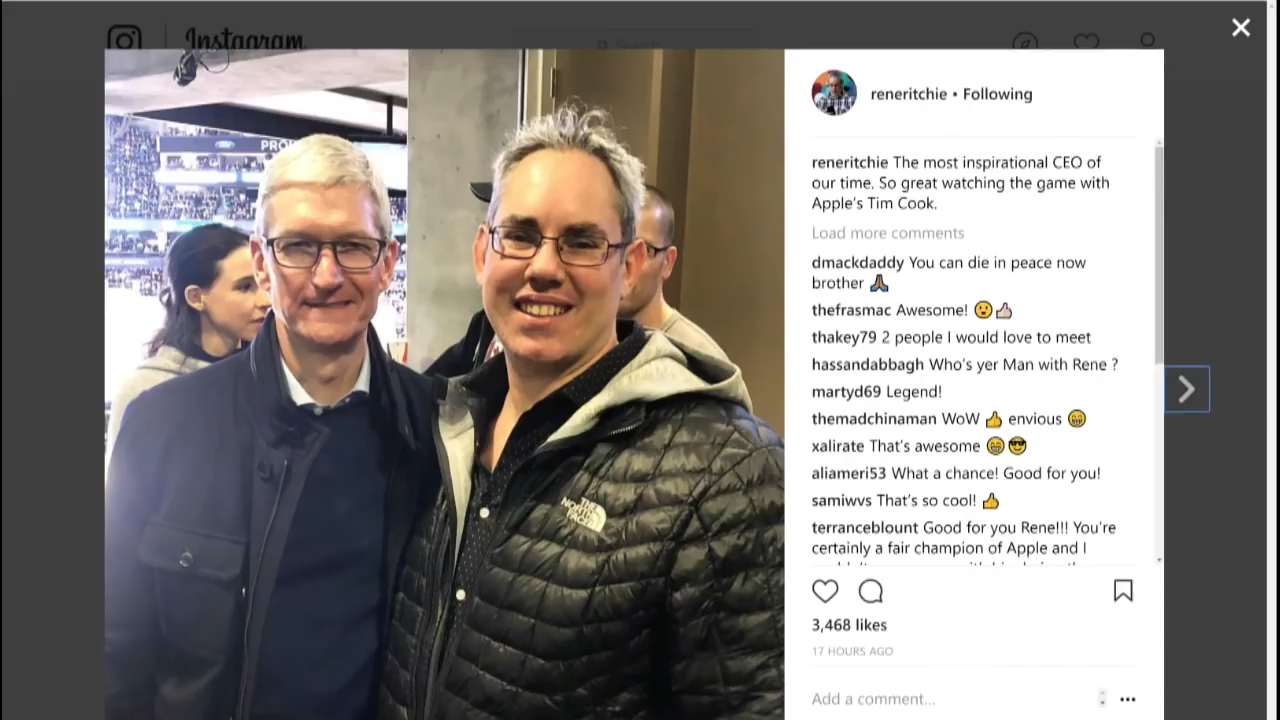 Instagram
Search
PRO
Ford
THE
NORTH
FACE
reneritchie • Following
reneritchie The most inspirational CEO of
our time. So great watching the game with
Apple's Tim Cook.
Load more comments
dmackdaddy You can die in peace now
brother 🙏🏾
thefrasmac Awesome! 😮👍🏻
thakey79 2 people I would love to meet
hassandabbagh Who's yer Man with Rene ?
martyd69 Legend!
themadchinaman WoW 👍 envious 😁
xalirate That's awesome 😁😎
aliameri53 What a chance! Good for you!
samiwvs That's so cool! 👍
terranceblount Good for you Rene!!! You're
certainly a fair champion of Apple and I
3,468 likes
17 HOURS AGO
Add a comment...